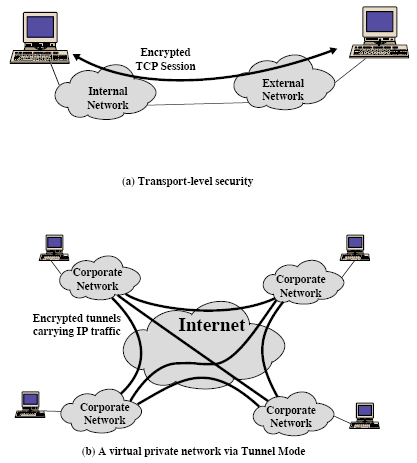 Encrypted
TCP Session
Internal
Network
External
Network
(a) Transport-level security
Corporate
Network
Corporate
Network
Encrypted tunnels
carrying IP traffic
Internet
Corporate
Network
Corporate
Network
(b) A virtual private network via Tunnel Mode